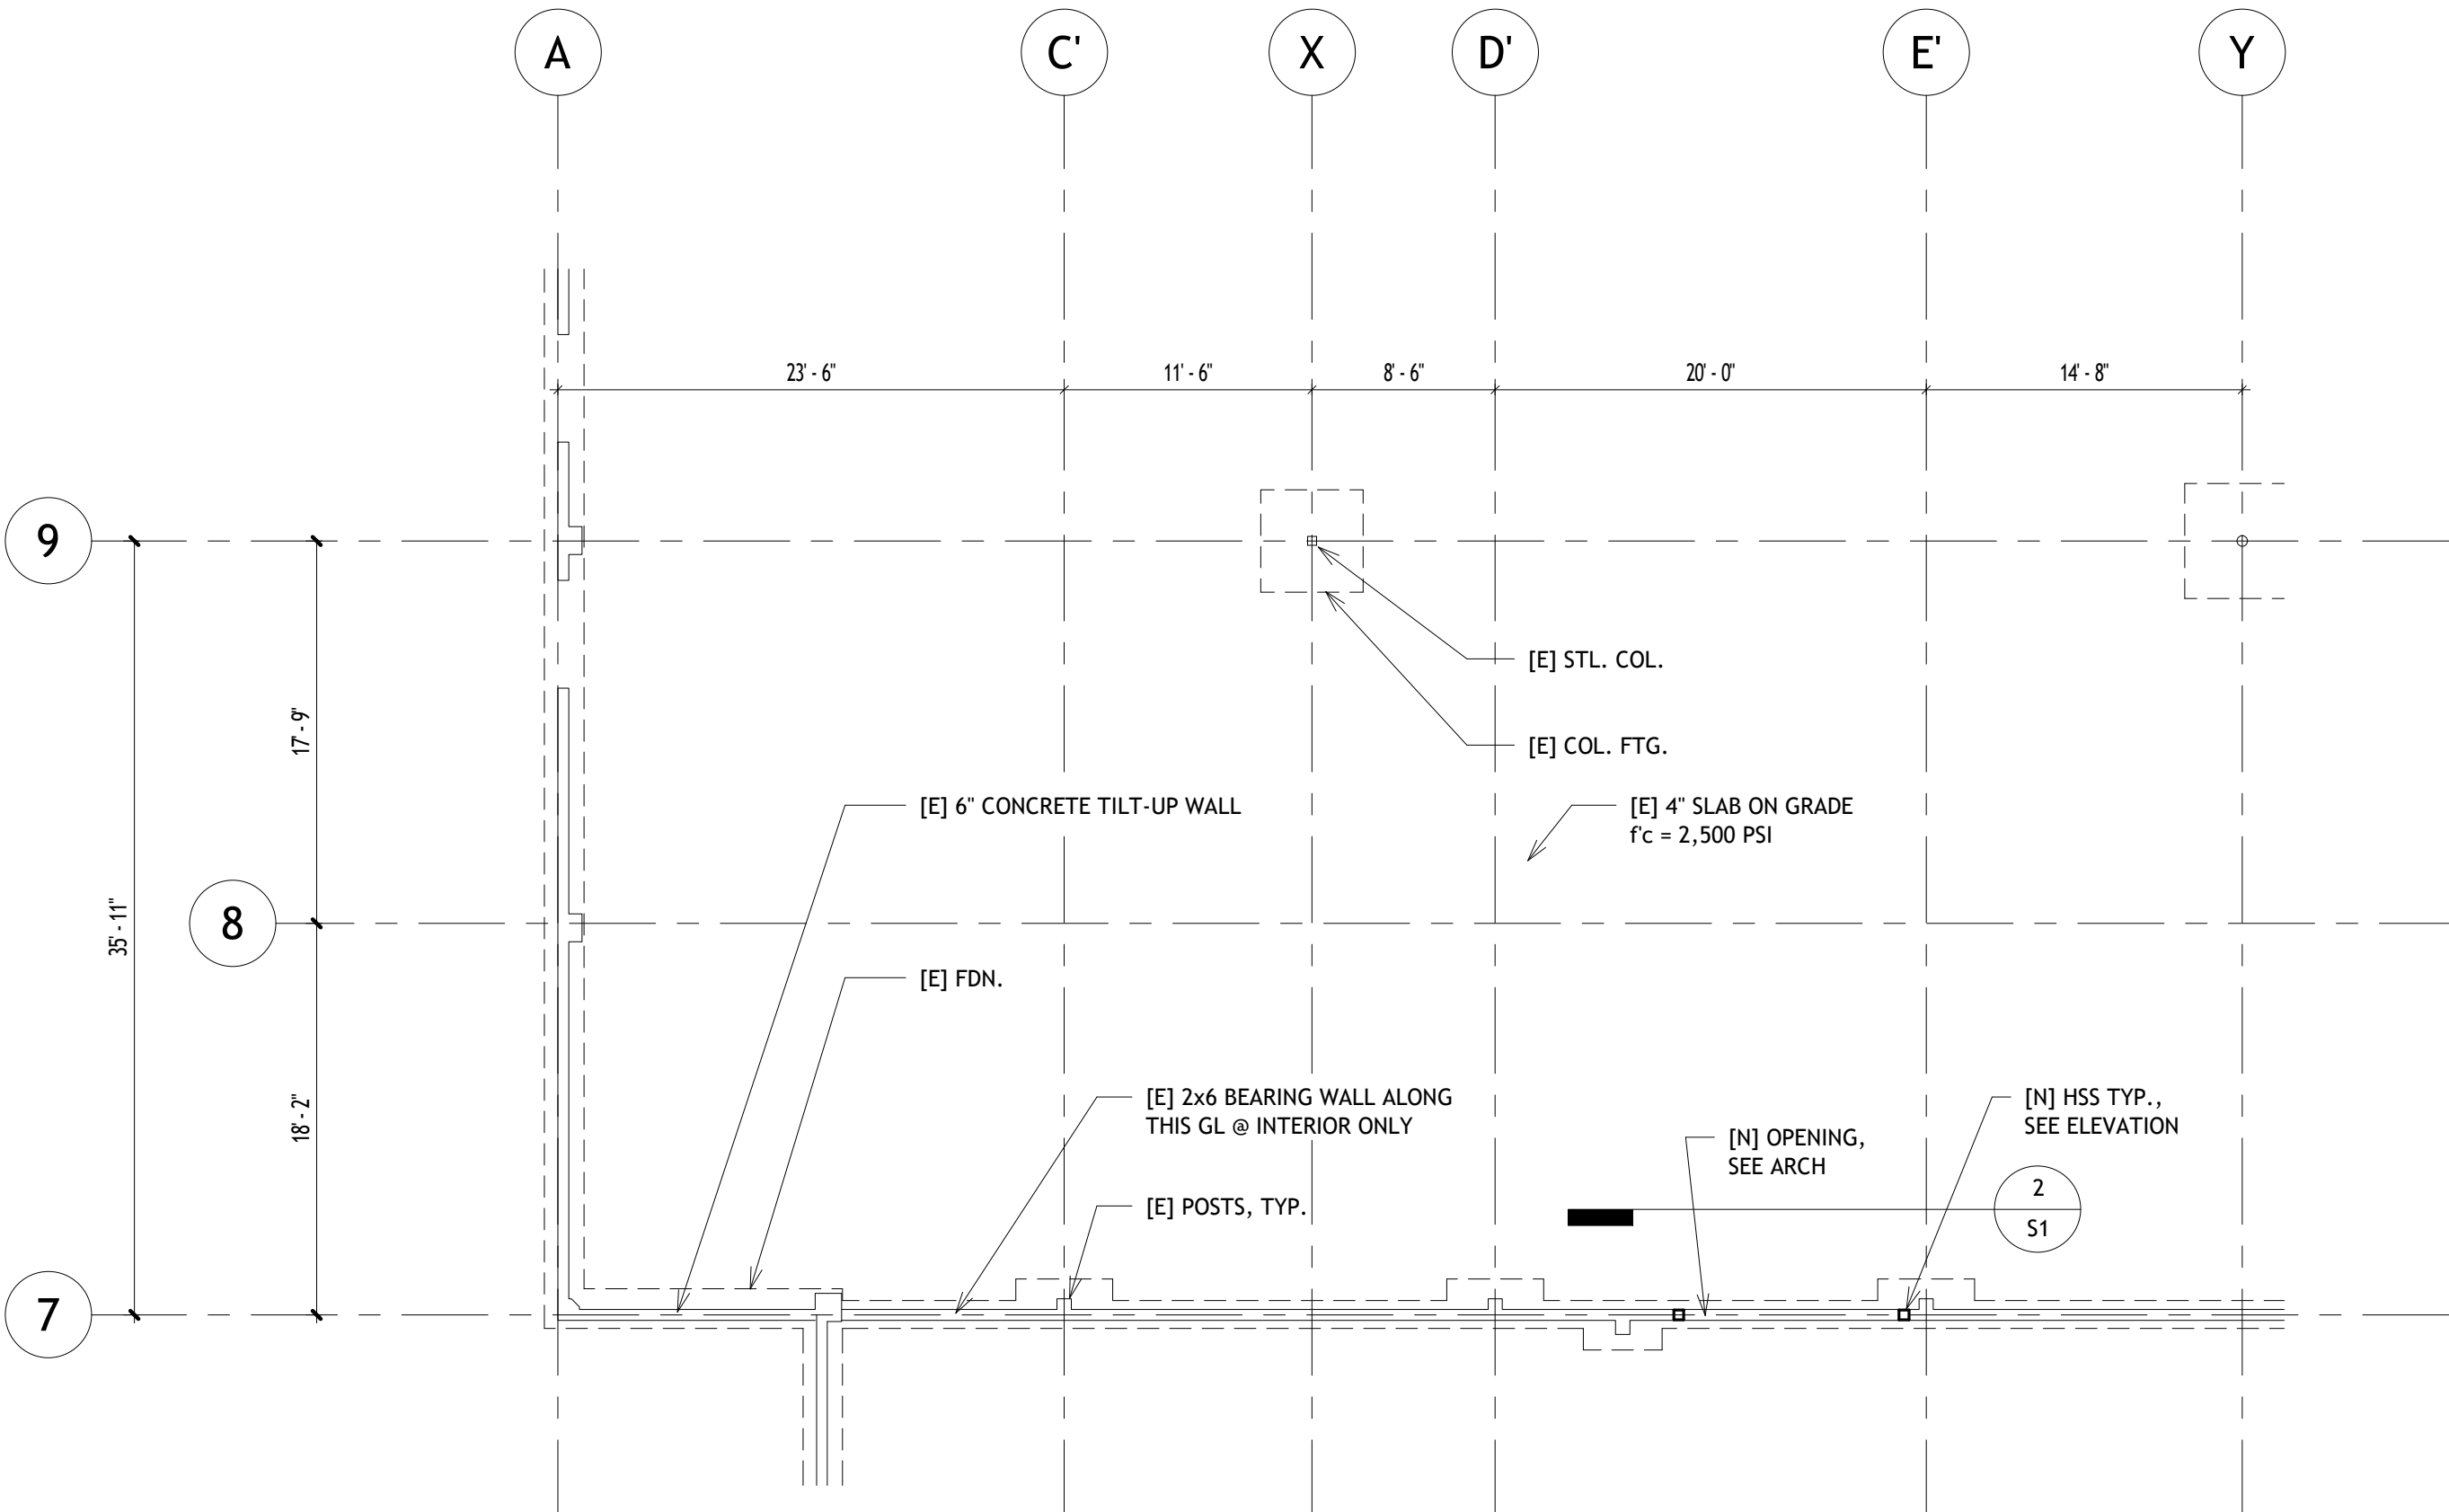 A
C'
X
D'
E'
Y
23' - 6"
11' - 6"
8' - 6"
20' - 0"
14' - 8"
9
[E] STL. COL.
17' - 9"
[E] COL. FTG.
[E] 6" CONCRETE TILT-UP WALL
[E] 4" SLAB ON GRADE
f'c = 2,500 PSI
35' - 11"
8
[E] FDN.
18' - 2"
[E] 2x6 BEARING WALL ALONG
THIS GL @ INTERIOR ONLY
[N] OPENING,
SEE ARCH
[N] HSS TYP.,
SEE ELEVATION
[E] POSTS, TYP.
2
S1
7